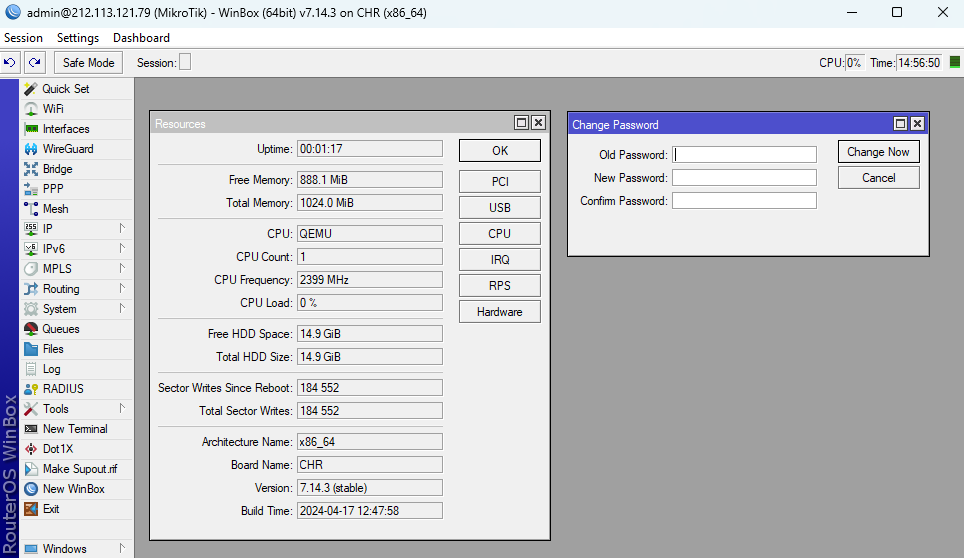 admin@212.113.121.79 (MikroTik) - WinBox (64bit) v7.14.3 on CHR (x86_64)
Session Settings Dashboard
Safe Mode Session: CPU: 0% Time: 14:56:50
Quick Set
WiFi
Interfaces
WireGuard
Bridge
PPP
Mesh
IP
IPv6
MPLS
Routing
System
Queues
Files
Log
RADIUS
Tools
New Terminal
Dot1X
Make Supout.rif
New WinBox
Exit
Windows
RouterOS WinBox
Resources
Uptime: 00:01:17
Free Memory: 888.1 MiB
Total Memory: 1024.0 MiB
CPU: QEMU
CPU Count: 1
CPU Frequency: 2399 MHz
CPU Load: 0 %
Free HDD Space: 14.9 GiB
Total HDD Size: 14.9 GiB
Sector Writes Since Reboot: 184 552
Total Sector Writes: 184 552
Architecture Name: x86_64
Board Name: CHR
Version: 7.14.3 (stable)
Build Time: 2024-04-17 12:47:58
OK
PCI
USB
CPU
IRQ
RPS
Hardware
Change Password
Old Password:
New Password:
Confirm Password:
Change Now
Cancel